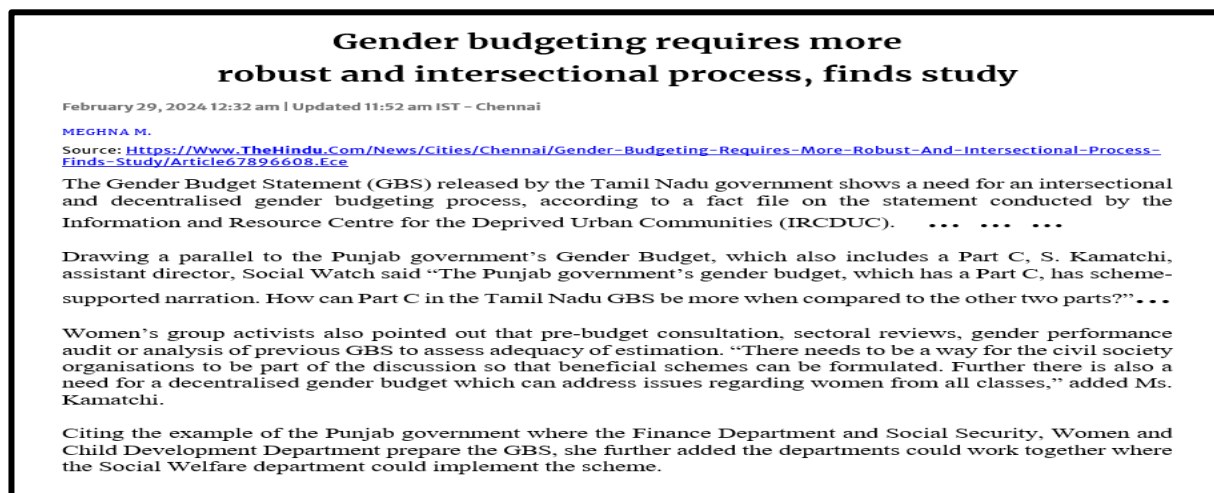 Gender budgeting requires more
robust and intersectional process, finds study
February 29, 2024 12:32 am | Updated 11:52 am IST – Chennai
MEGHNA M.
Source: Https://Www.TheHindu.Com/News/Cities/Chennai/Gender-Budgeting-Requires-More-Robust-And-Intersectional-Process-
Finds-Study/Article67896608.Ece
The Gender Budget Statement (GBS) released by the Tamil Nadu government shows a need for an intersectional
and decentralised gender budgeting process, according to a fact file on the statement conducted by the
Information and Resource Centre for the Deprived Urban Communities (IRCDUC). ... ... ...
Drawing a parallel to the Punjab government's Gender Budget, which also includes a Part C, S. Kamatchi,
assistant director, Social Watch said “The Punjab government's gender budget, which has a Part C, has scheme-
supported narration. How can Part C in the Tamil Nadu GBS be more when compared to the other two parts?”...
Women's group activists also pointed out that pre-budget consultation, sectoral reviews, gender performance
audit or analysis of previous GBS to assess adequacy of estimation. “There needs to be a way for the civil society
organisations to be part of the discussion so that beneficial schemes can be formulated. Further there is also a
need for a decentralised gender budget which can address issues regarding women from all classes,” added Ms.
Kamatchi.
Citing the example of the Punjab government where the Finance Department and Social Security, Women and
Child Development Department prepare the GBS, she further added the departments could work together where
the Social Welfare department could implement the scheme.